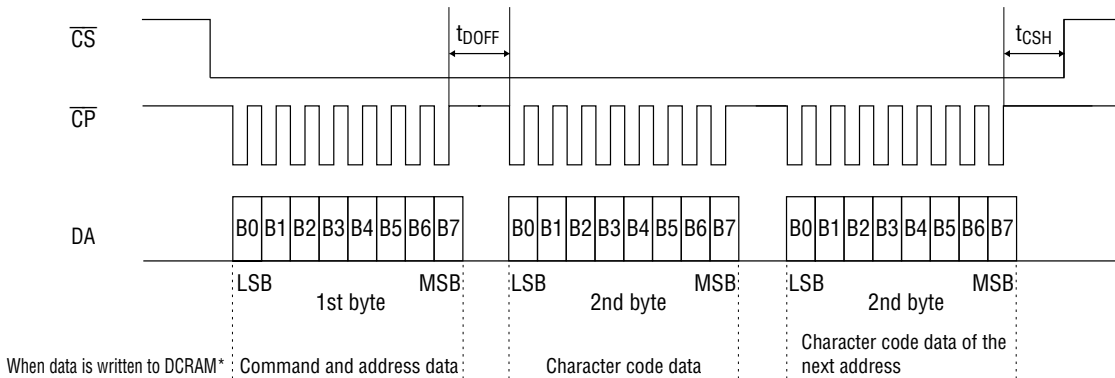 CS
tDOFF
tCSH
CP
DA
B0 B1 B2 B3 B4 B5 B6 B7
B0 B1 B2 B3 B4 B5 B6 B7
B0 B1 B2 B3 B4 B5 B6 B7
LSB MSB
LSB MSB
LSB MSB
1st byte
2nd byte
2nd byte
When data is written to DCRAM*
Command and address data
Character code data
Character code data of the
next address